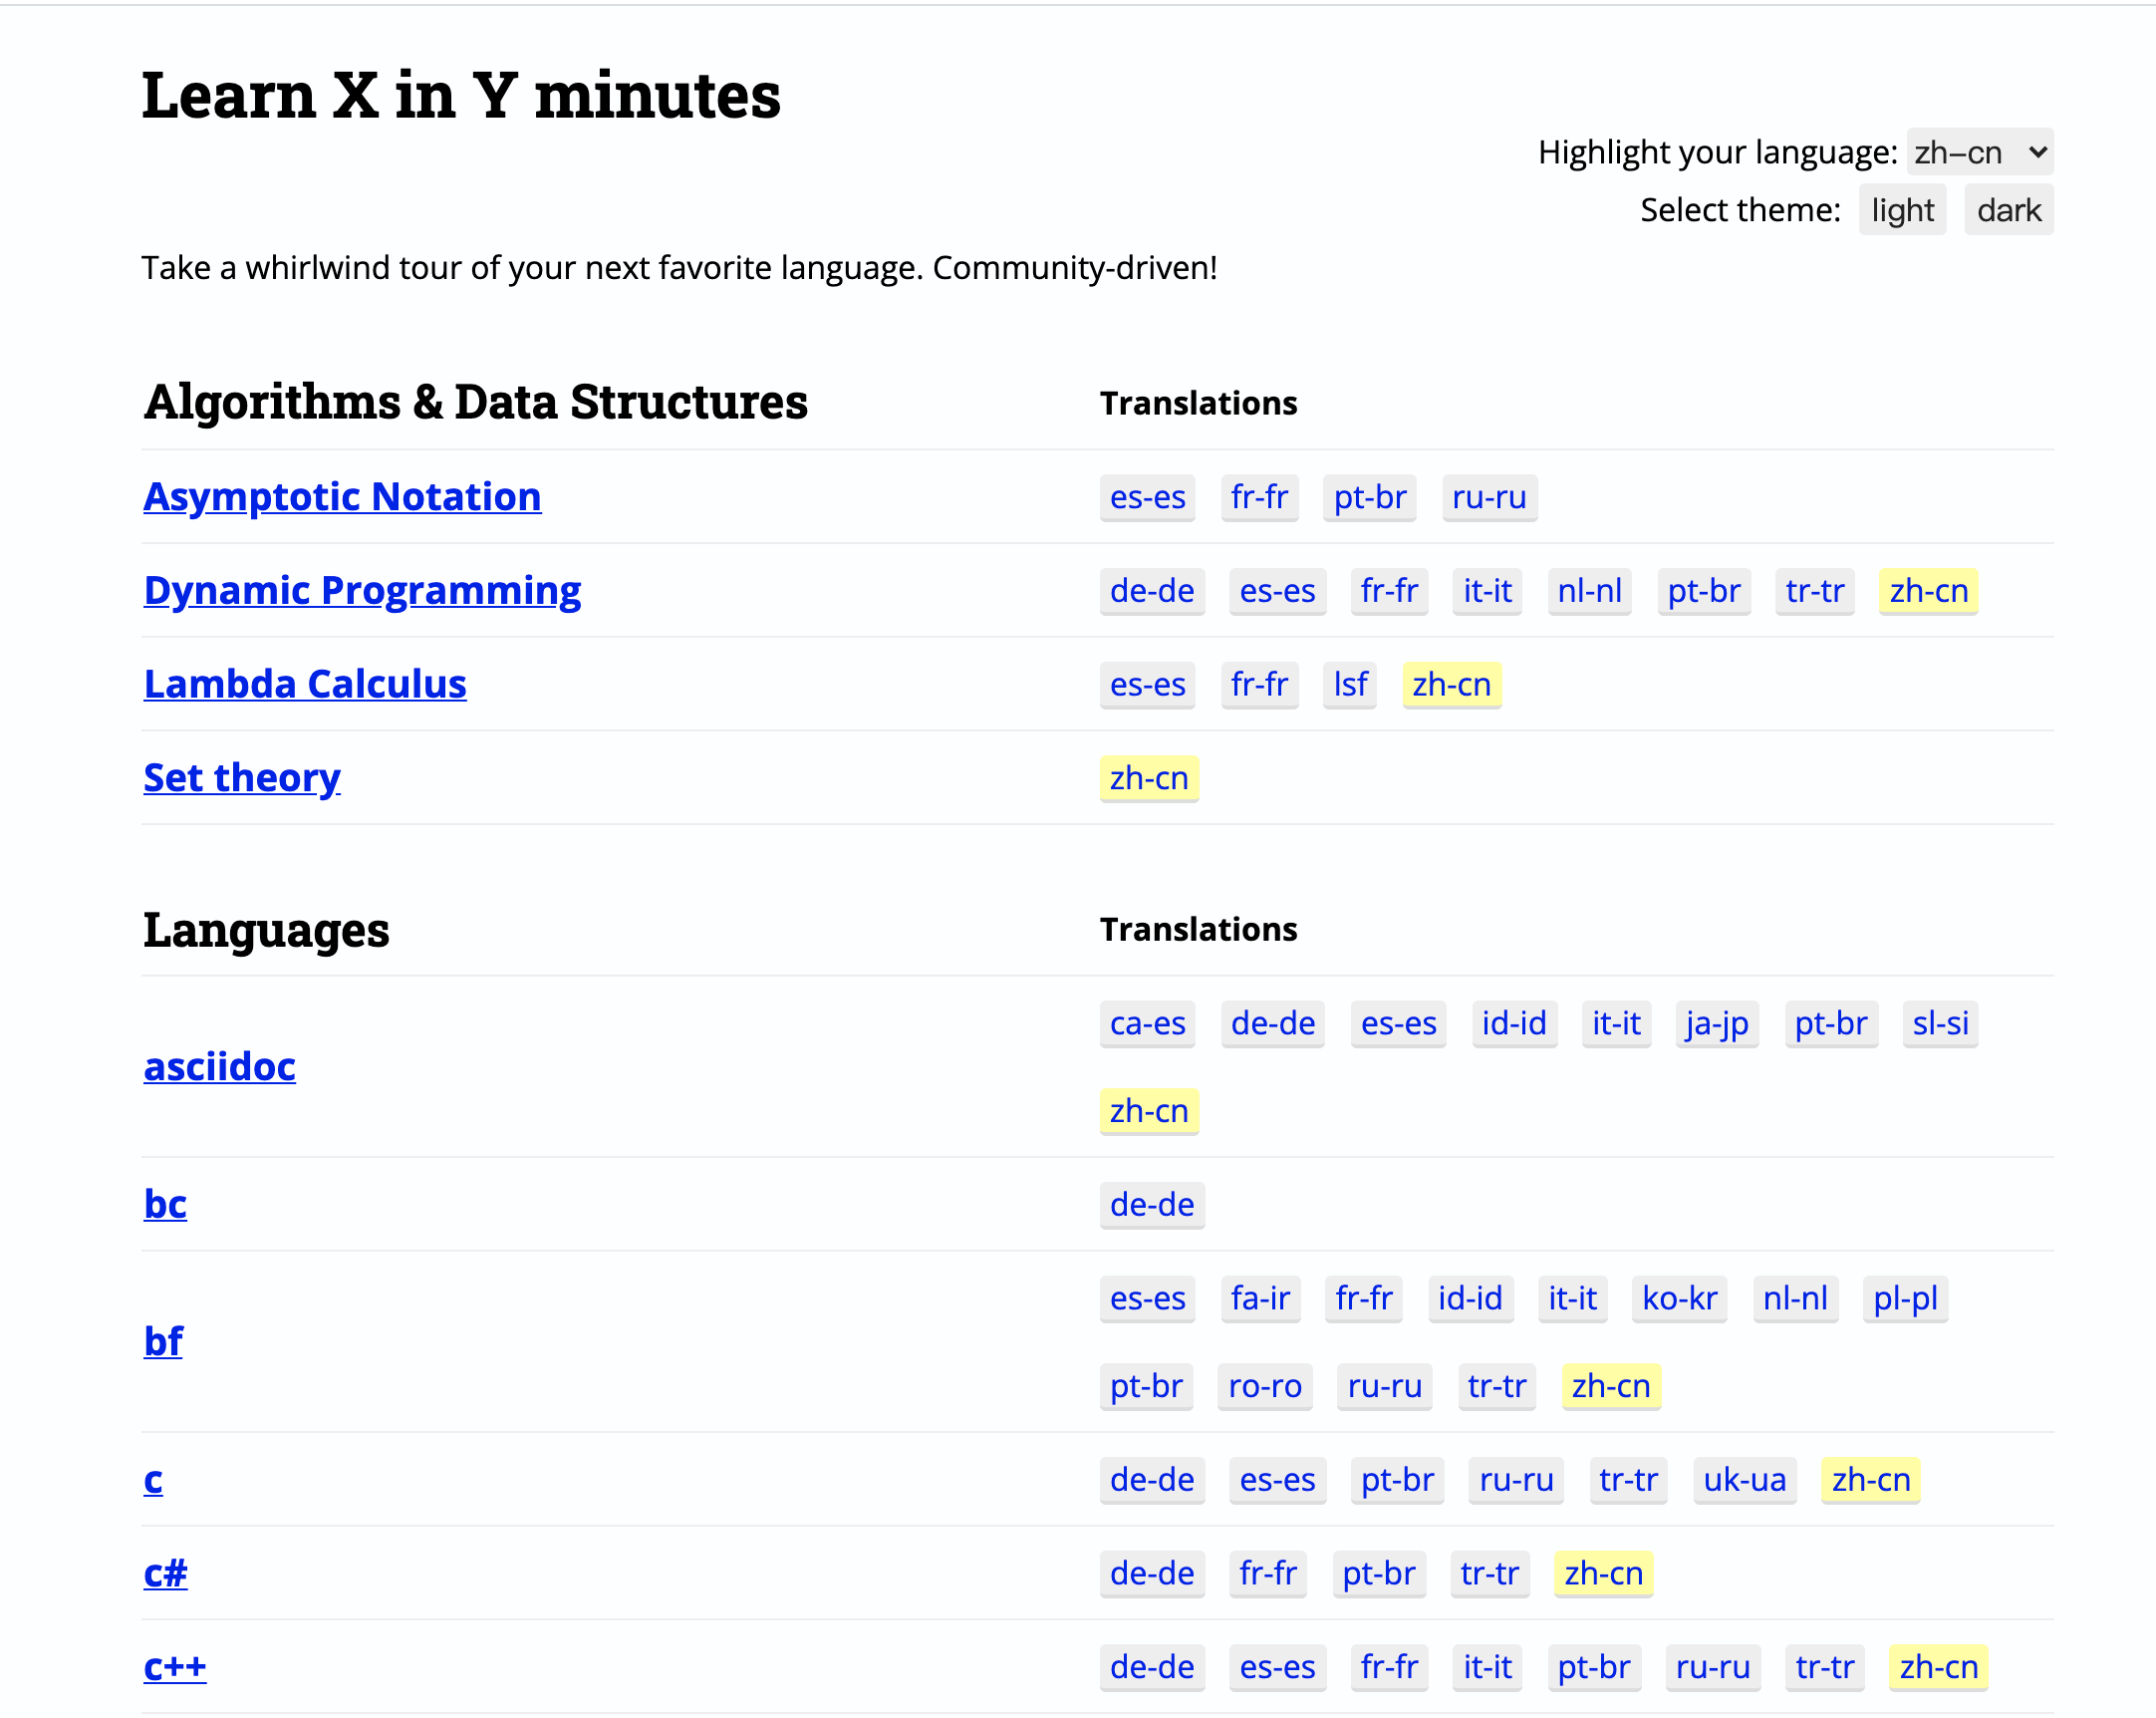 Learn X in Y minutes
Highlight your language: zh-cn
Select theme: light dark
Take a whirlwind tour of your next favorite language. Community-driven!
Algorithms & Data Structures Translations
Asymptotic Notation es-es fr-fr pt-br ru-ru
Dynamic Programming de-de es-es fr-fr it-it nl-nl pt-br tr-tr zh-cn
Lambda Calculus es-es fr-fr lsf zh-cn
Set theory zh-cn
Languages Translations
asciidoc ca-es de-de es-es id-id it-it ja-jp pt-br sl-si
zh-cn
bc de-de
bf es-es fa-ir fr-fr id-id it-it ko-kr nl-nl pl-pl
pt-br ro-ro ru-ru tr-tr zh-cn
c de-de es-es pt-br ru-ru tr-tr uk-ua zh-cn
c# de-de fr-fr pt-br tr-tr zh-cn
c++ de-de es-es fr-fr it-it pt-br ru-ru tr-tr zh-cn